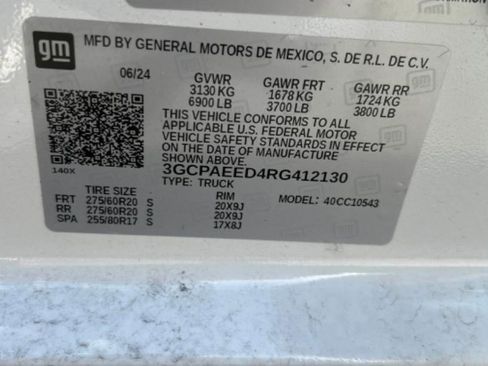 ALTERATION
gm
MFD BY GENERAL MOTORS DE MEXICO, S. DE R.L. DE C.V.
06/24 GVWR GAWR FRT GAWR RR
3130 KG 1678 KG 1724 KG
6900 LB 3700 LB 3800 LB
THIS VEHICLE CONFORMS TO ALL
APPLICABLE U.S. FEDERAL MOTOR
VEHICLE SAFETY STANDARDS IN EFFECT
ON THE DATE OF MANUFACTURE SHOWN ABOVE.
140X
3GCPAEED4RG412130
TYPE: TRUCK
TIRE SIZE RIM MODEL: 40CC10543
FRT 275/60R20 S 20X9J
RR 275/60R20 S 20X9J
SPA 255/80R17 S 17X8J